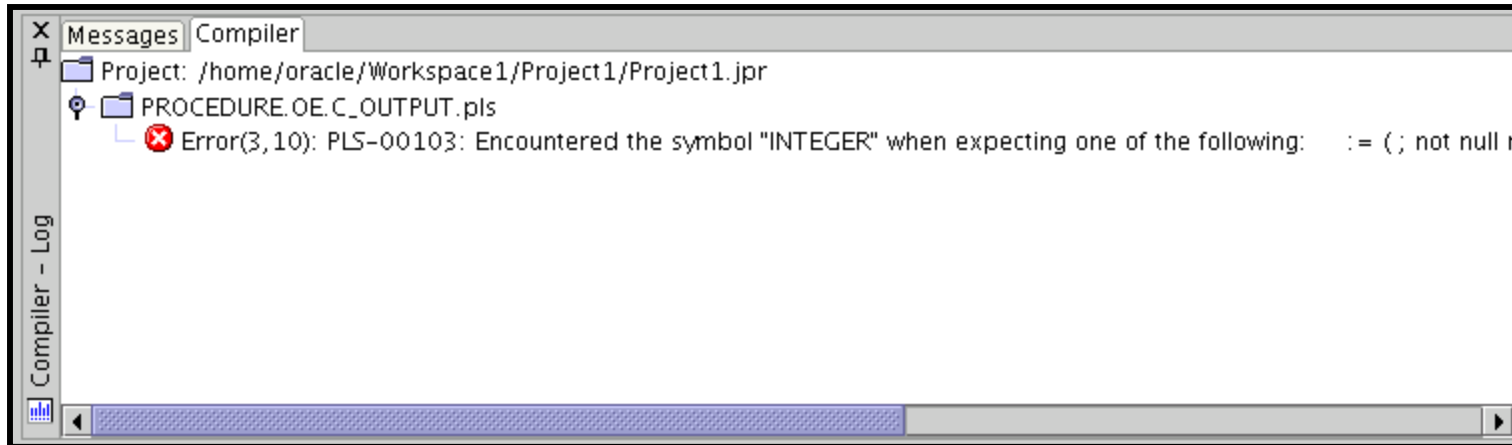 Messages Compiler
Project: /home/oracle/Workspace1/Project1/Project1.jpr
PROCEDURE.OE.C_OUTPUT.pls
Error(3,10): PLS-00103: Encountered the symbol "INTEGER" when expecting one of the following: := ( ; not null
Compiler - Log